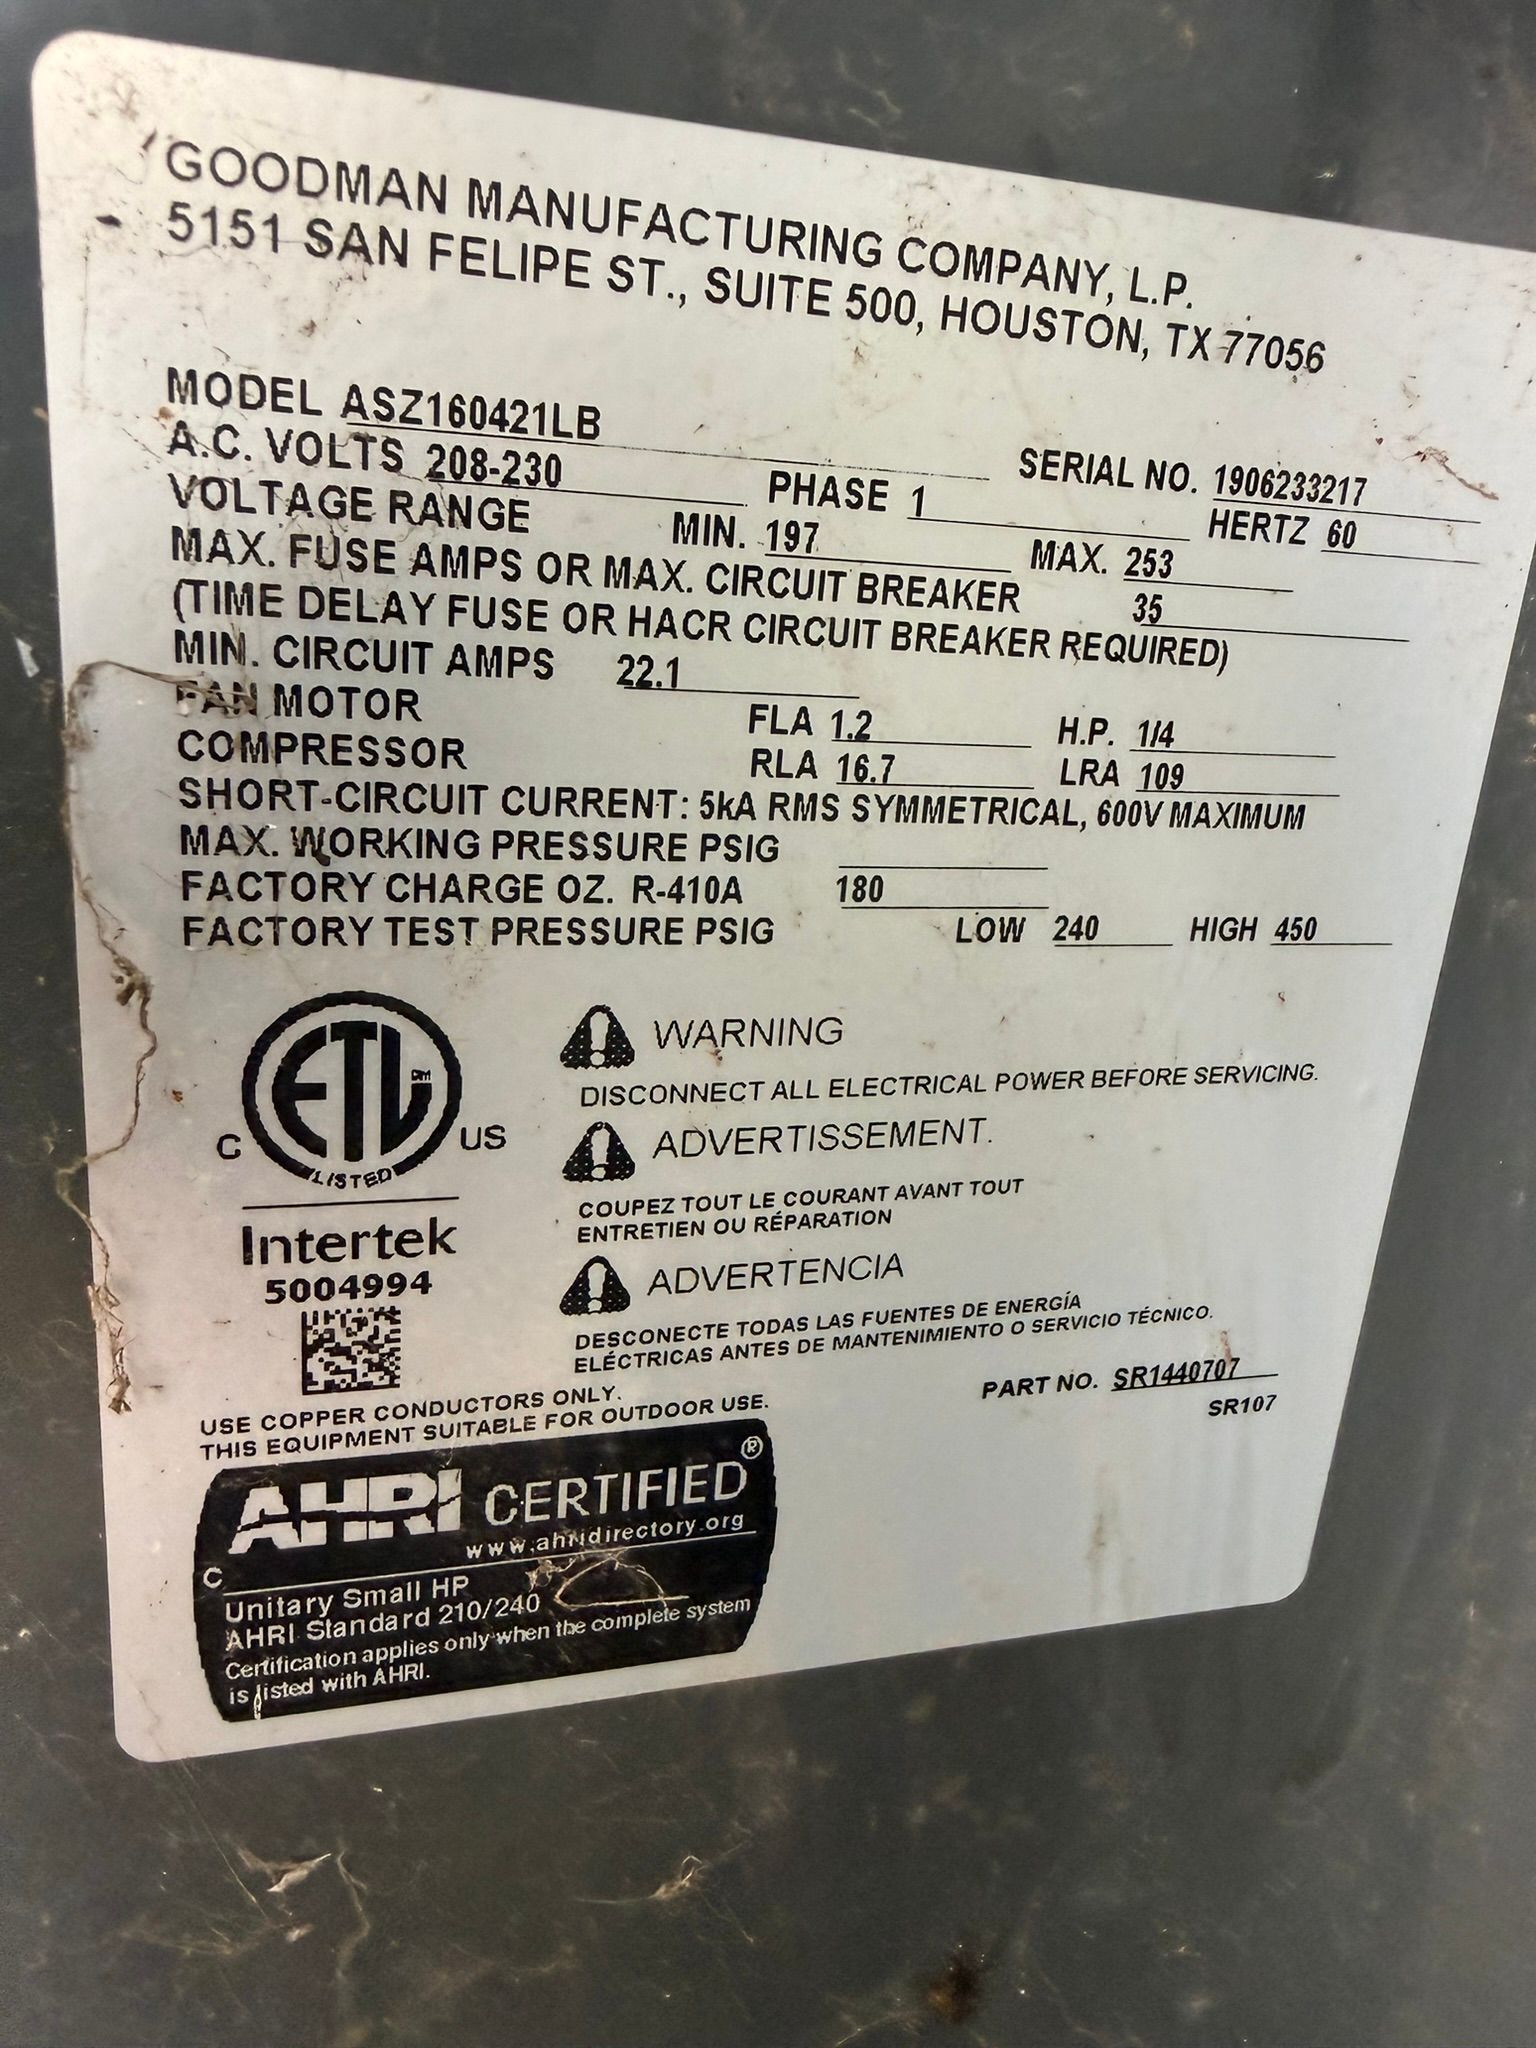 GOODMAN MANUFACTURING COMPANY, L.P.
5151 SAN FELIPE ST., SUITE 500, HOUSTON, TX 77056
MODEL ASZ160421LB SERIAL NO. 1906233217
A.C. VOLTS 208-230 PHASE 1 HERTZ 60
VOLTAGE RANGE MIN. 197 MAX. 253
MAX. FUSE AMPS OR MAX. CIRCUIT BREAKER 35
(TIME DELAY FUSE OR HACR CIRCUIT BREAKER REQUIRED)
MIN. CIRCUIT AMPS 22.1
FAN MOTOR FLA 1.2 H.P. 1/4
COMPRESSOR RLA 16.7 LRA 109
SHORT-CIRCUIT CURRENT: 5kA RMS SYMMETRICAL, 600V MAXIMUM
MAX. WORKING PRESSURE PSIG
FACTORY CHARGE OZ. R-410A 180
FACTORY TEST PRESSURE PSIG LOW 240 HIGH 450
ETL
C US
LISTED
Intertek
5004994
WARNING
DISCONNECT ALL ELECTRICAL POWER BEFORE SERVICING.
ADVERTISSEMENT.
COUPEZ TOUT LE COURANT AVANT TOUT
ENTRETIEN OU RÉPARATION
ADVERTENCIA
DESCONECTE TODAS LAS FUENTES DE ENERGÍA
ELÉCTRICAS ANTES DE MANTENIMIENTO O SERVICIO TÉCNICO.
PART NO. SR1440707
SR107
USE COPPER CONDUCTORS ONLY.
THIS EQUIPMENT SUITABLE FOR OUTDOOR USE.
AHRI CERTIFIED®
www.ahridirectory.org
C
Unitary Small HP
AHRI Standard 210/240
Certification applies only when the complete system
is listed with AHRI.